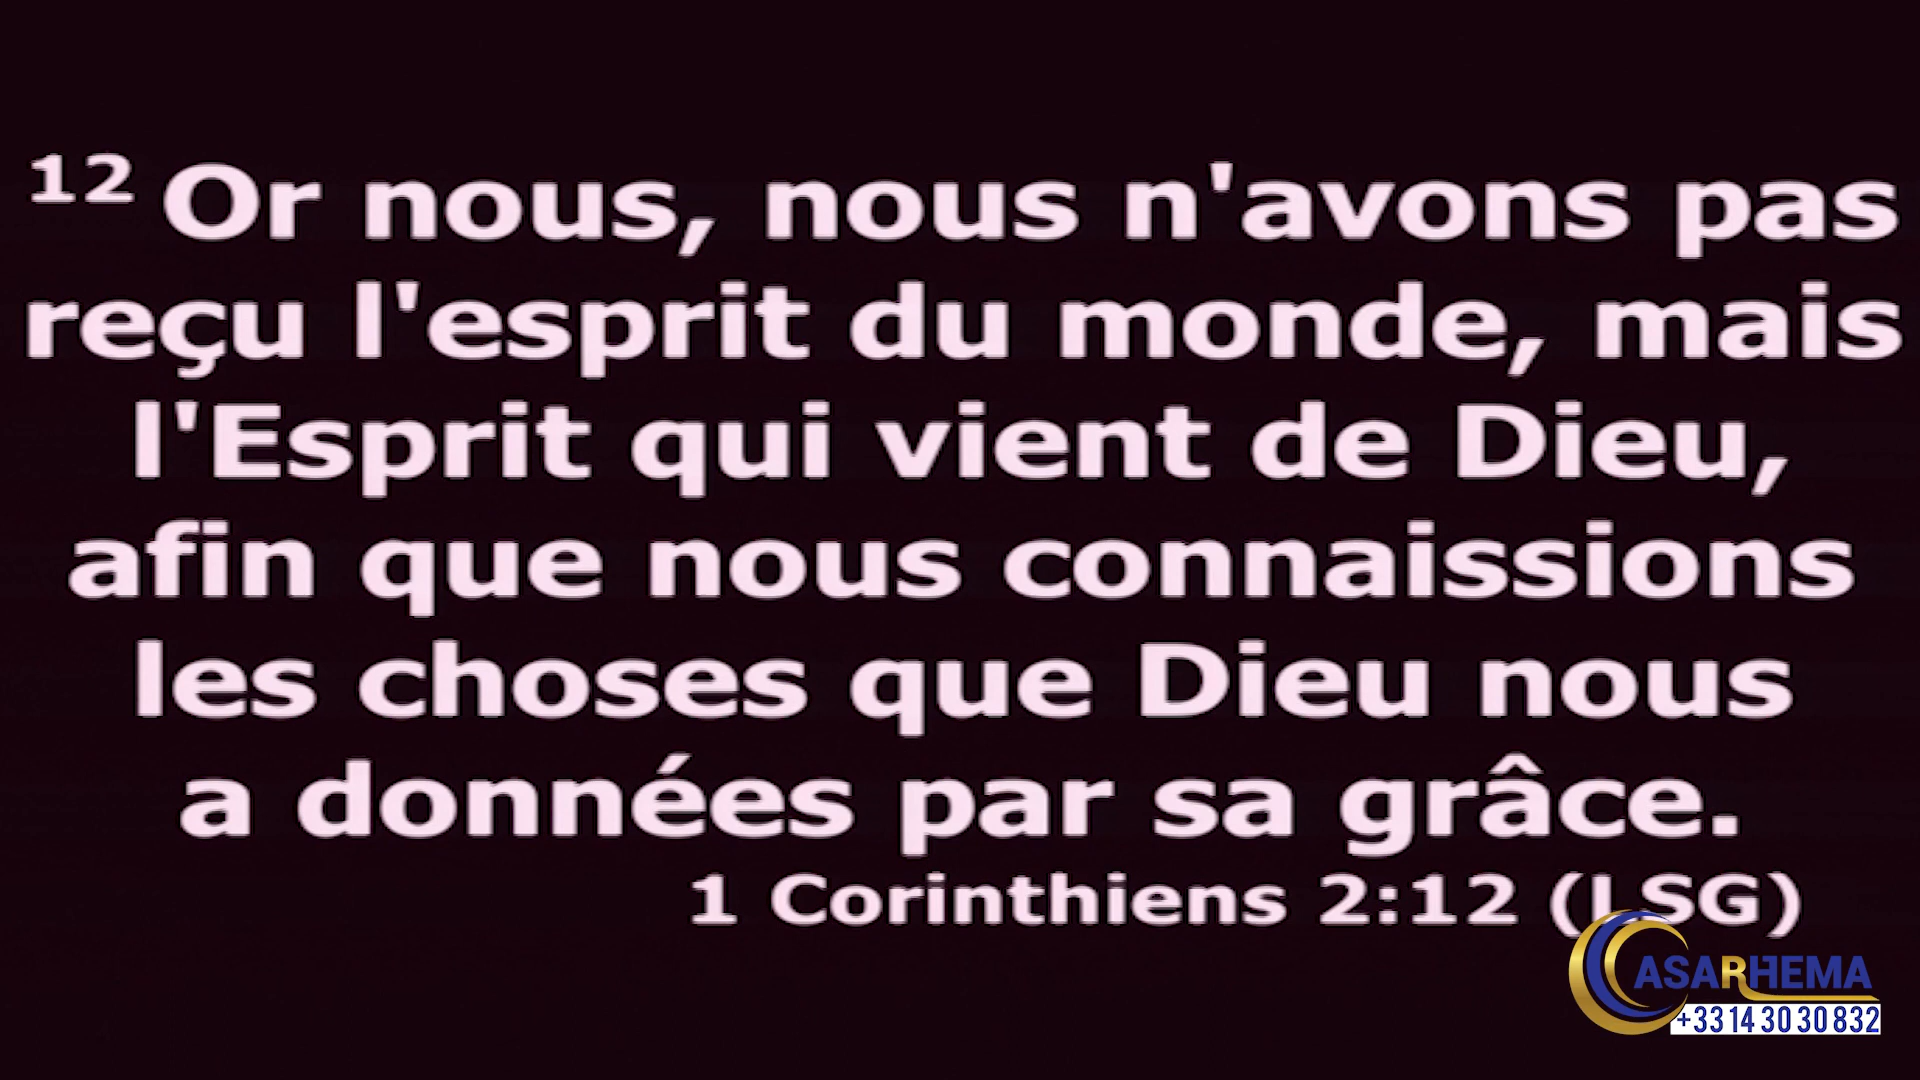 12 Or nous, nous n'avons pas
reçu l'esprit du monde, mais
l'Esprit qui vient de Dieu,
afin que nous connaissions
les choses que Dieu nous
a données par sa grâce.
1 Corinthiens 2:12 (LSG)
CASARHEMA
+33 14 30 30 832